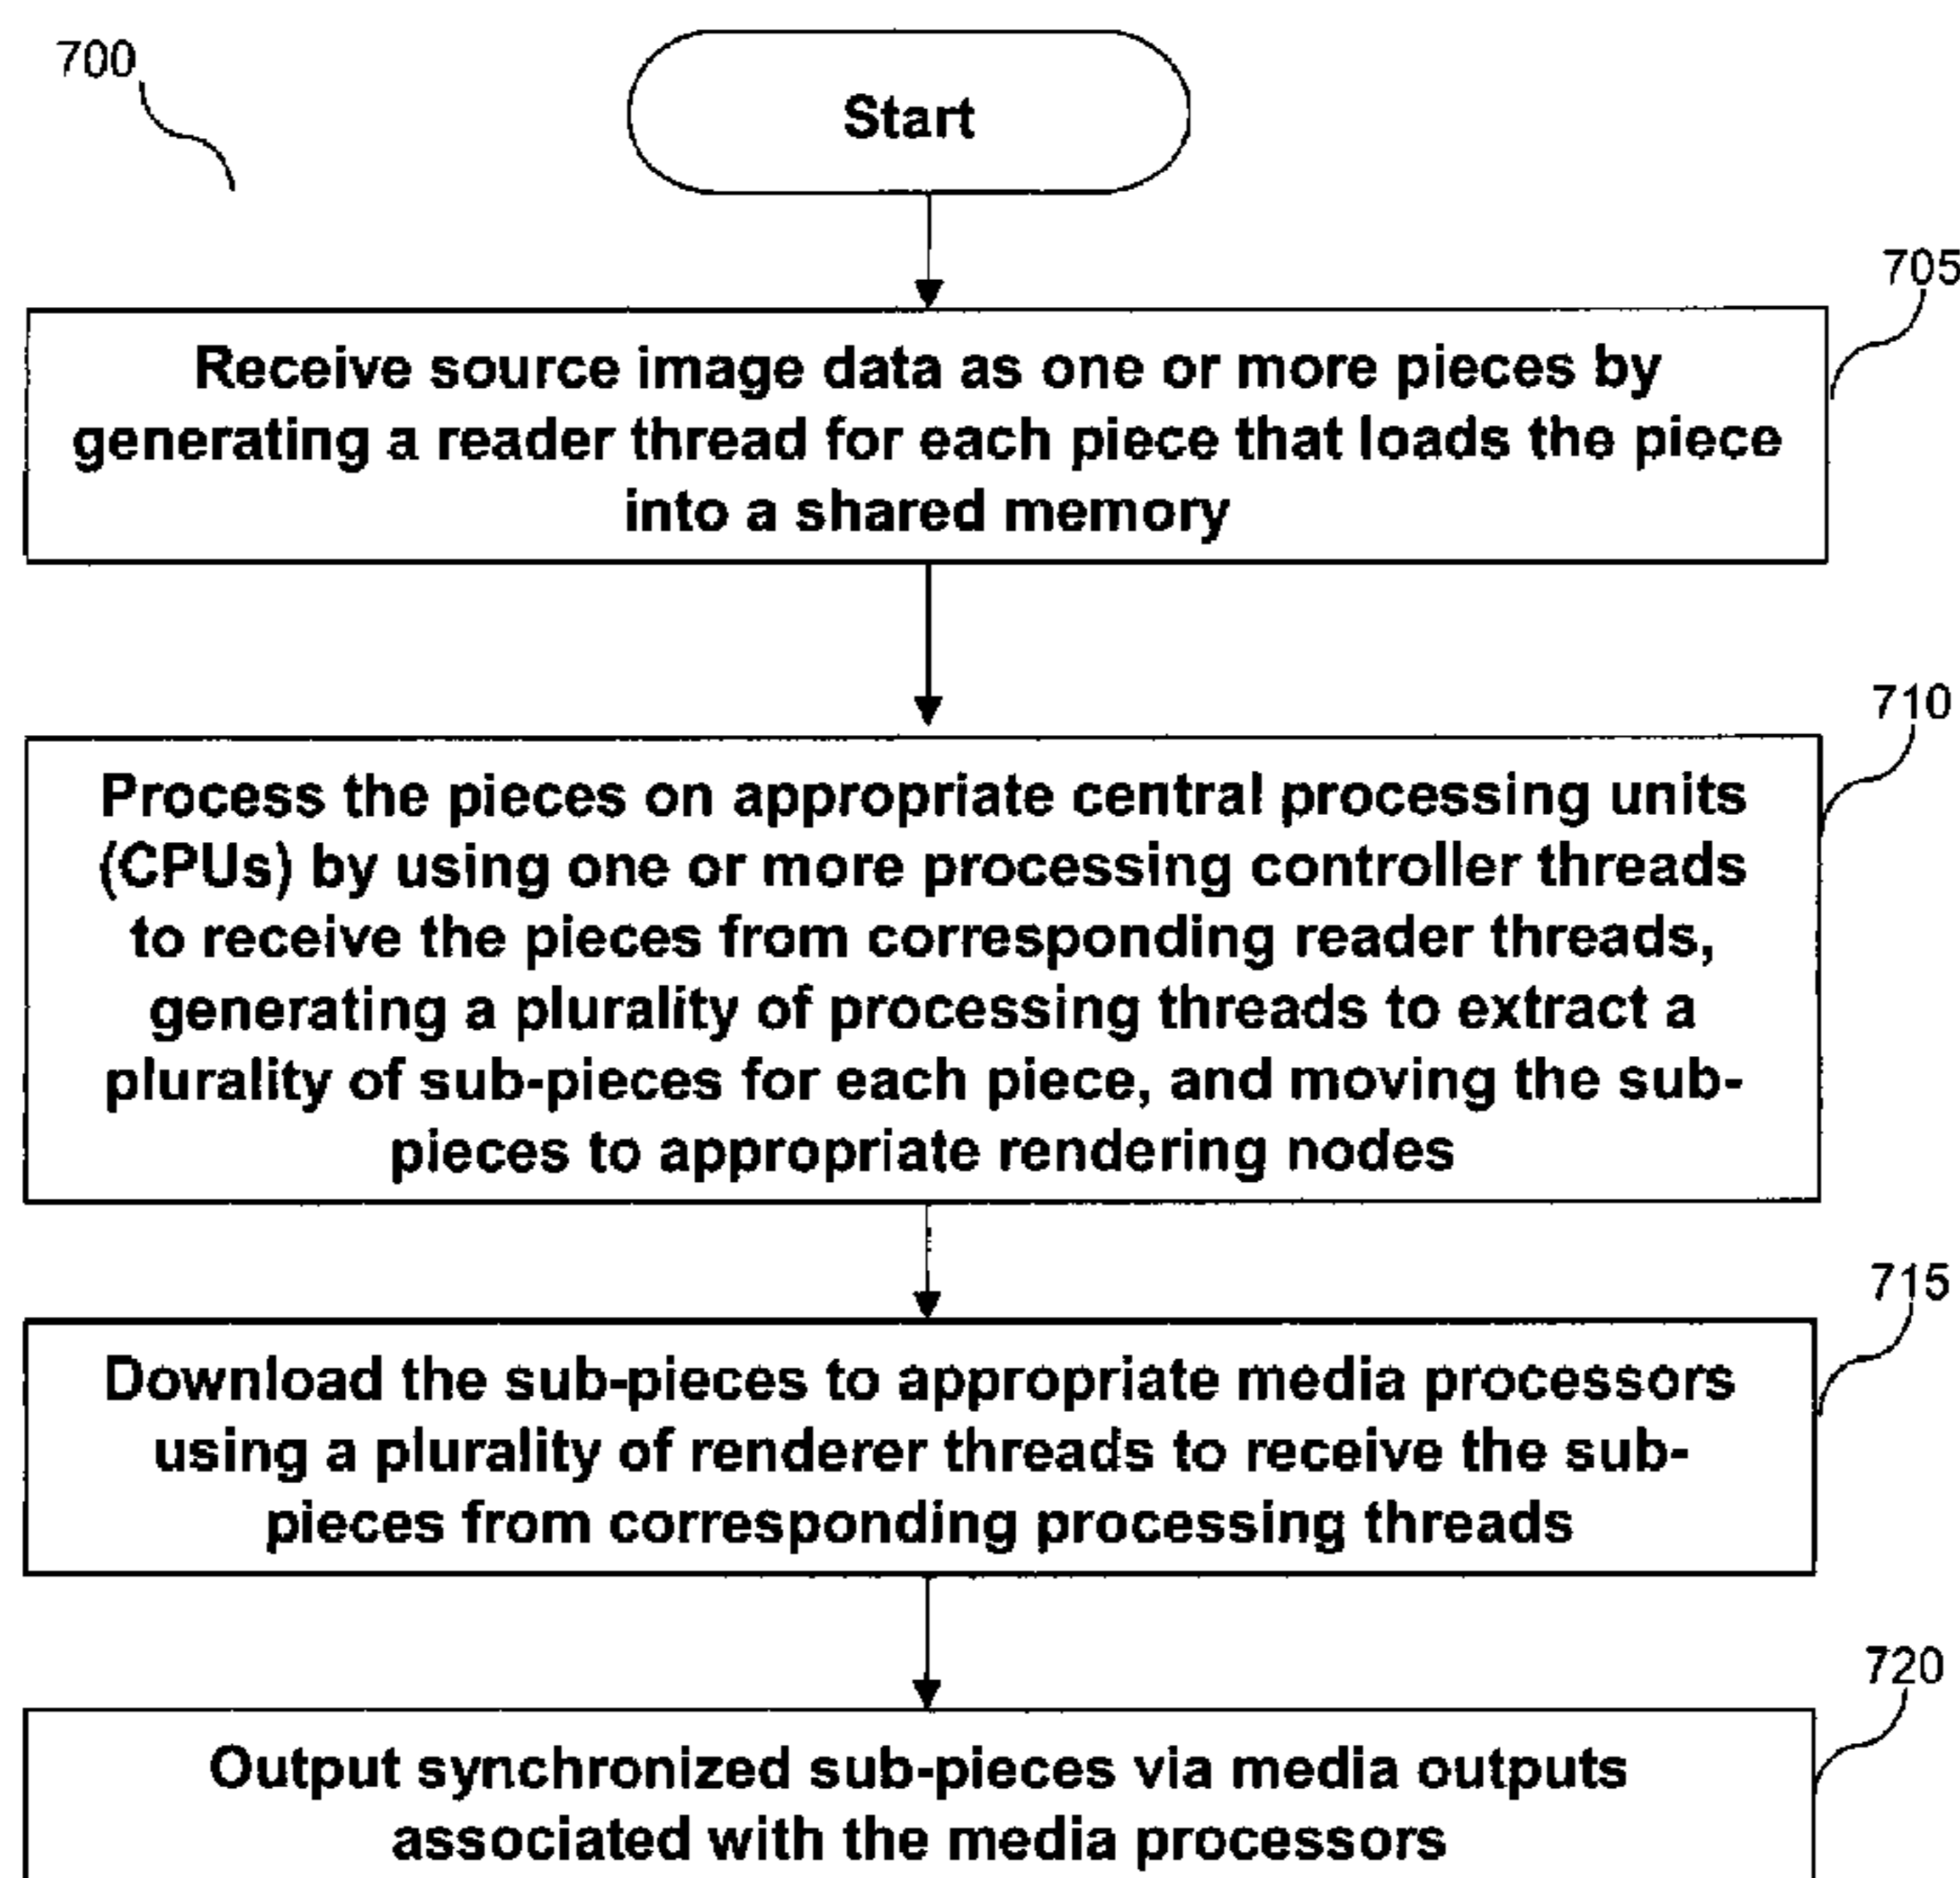 700
Start
705
Receive source image data as one or more pieces by
generating a reader thread for each piece that loads the piece
into a shared memory
710
Process the pieces on appropriate central processing units
(CPUs) by using one or more processing controller threads
to receive the pieces from corresponding reader threads,
generating a plurality of processing threads to extract a
plurality of sub-pieces for each piece, and moving the sub-
pieces to appropriate rendering nodes
715
Download the sub-pieces to appropriate media processors
using a plurality of renderer threads to receive the sub-
pieces from corresponding processing threads
720
Output synchronized sub-pieces via media outputs
associated with the media processors